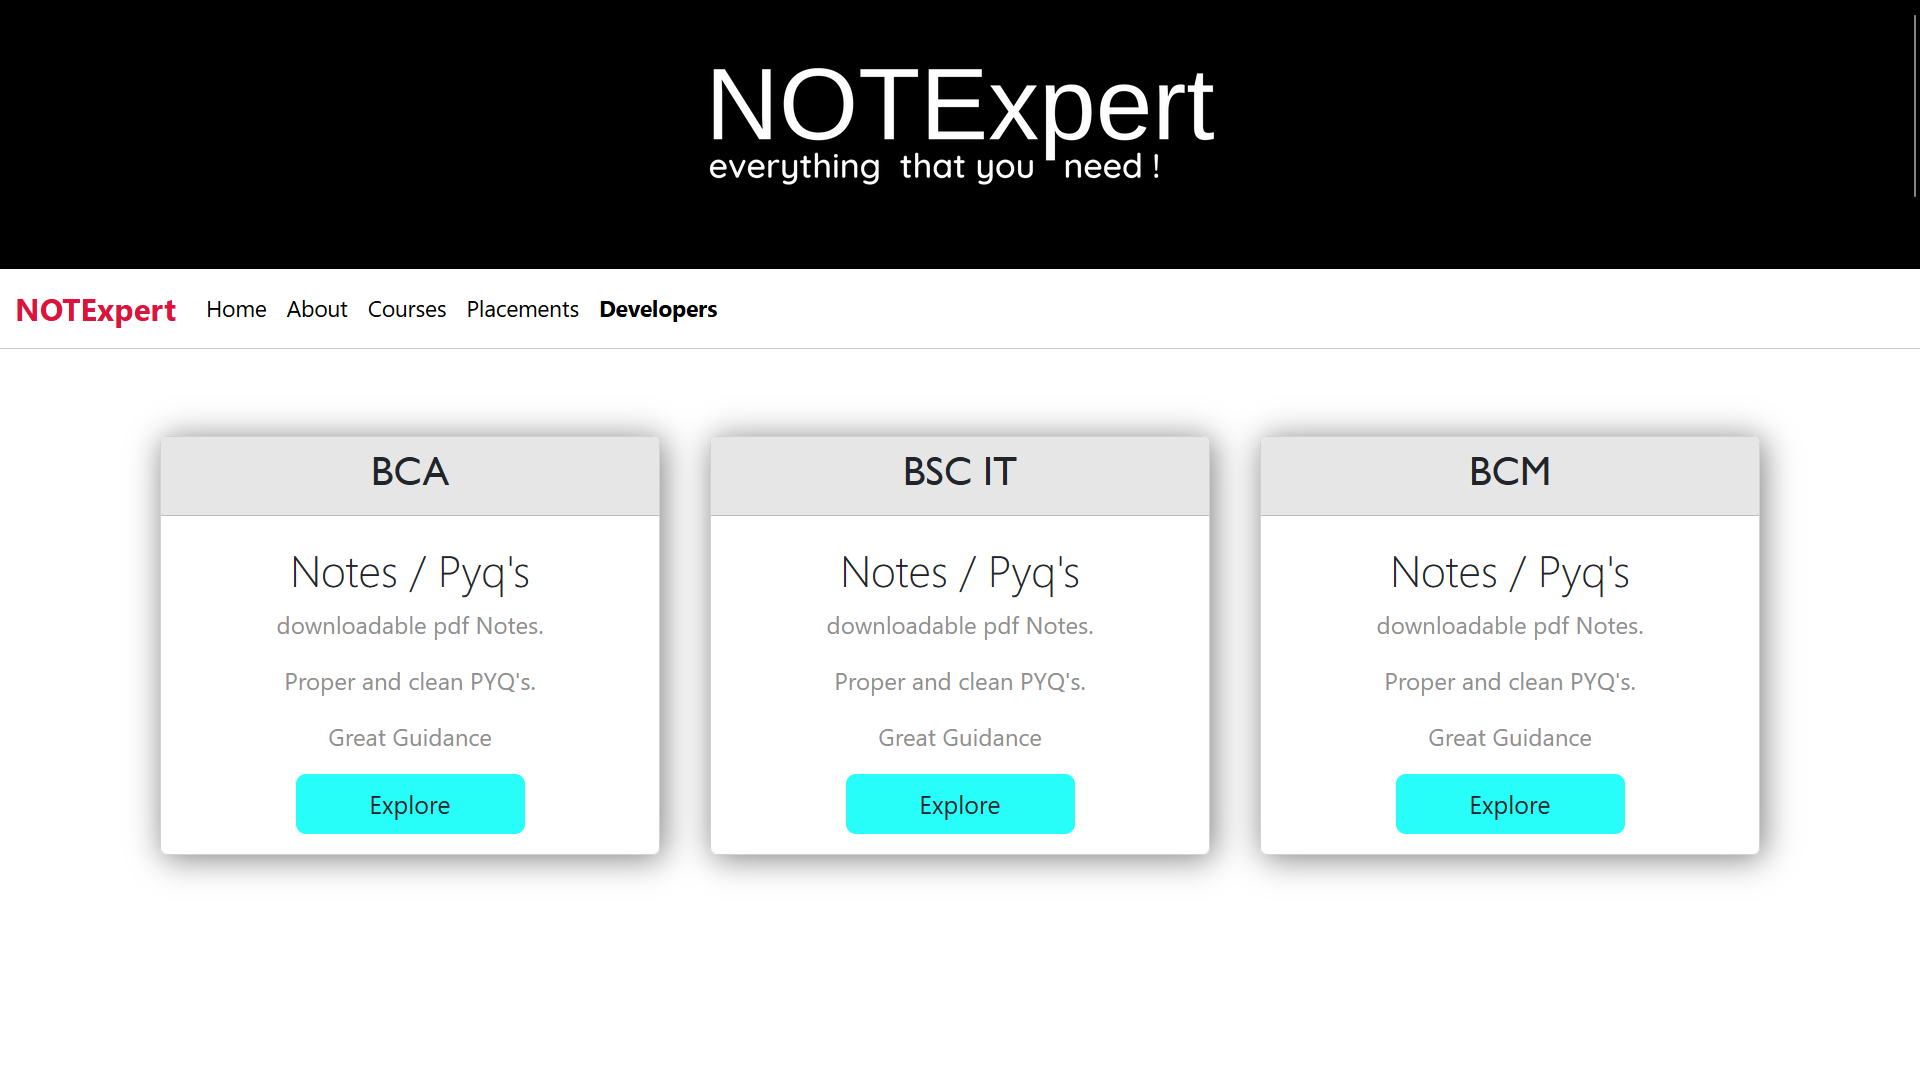 NOTExpert
everything that you need !
NOTExpert Home About Courses Placements Developers
BCA
Notes / Pyq's
downloadable pdf Notes.
Proper and clean PYQ's.
Great Guidance
Explore
BSC IT
Notes / Pyq's
downloadable pdf Notes.
Proper and clean PYQ's.
Great Guidance
Explore
BCM
Notes / Pyq's
downloadable pdf Notes.
Proper and clean PYQ's.
Great Guidance
Explore